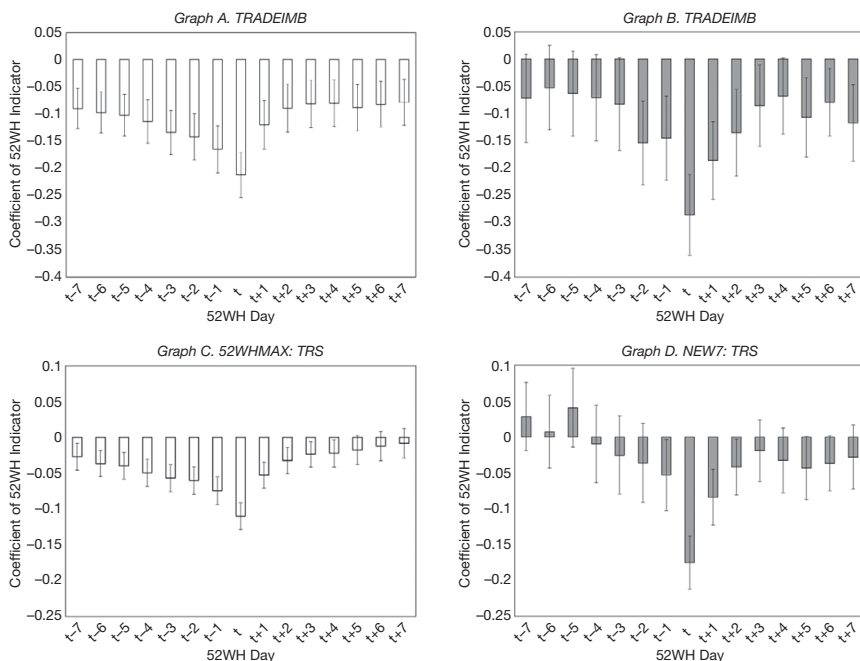 Graph A. TRADEIMB
0.05
0
−0.05
−0.1
−0.15
−0.2
−0.25
−0.3
−0.35
−0.4
Coefficient of 52WH Indicator
t−7 t−6 t−5 t−4 t−3 t−2 t−1 t t+1 t+2 t+3 t+4 t+5 t+6 t+7
52WH Day
Graph B. TRADEIMB
0.05
0
−0.05
−0.1
−0.15
−0.2
−0.25
−0.3
−0.35
−0.4
Coefficient of 52WH Indicator
t−7 t−6 t−5 t−4 t−3 t−2 t−1 t t+1 t+2 t+3 t+4 t+5 t+6 t+7
52WH Day
Graph C. 52WHMAX: TRS
0.1
0.05
0
−0.05
−0.1
−0.15
−0.2
−0.25
Coefficient of 52WH Indicator
t−7 t−6 t−5 t−4 t−3 t−2 t−1 t t+1 t+2 t+3 t+4 t+5 t+6 t+7
52WH Day
Graph D. NEW7: TRS
0.1
0.05
0
−0.05
−0.1
−0.15
−0.2
−0.25
Coefficient of 52WH Indicator
t−7 t−6 t−5 t−4 t−3 t−2 t−1 t t+1 t+2 t+3 t+4 t+5 t+6 t+7
52WH Day